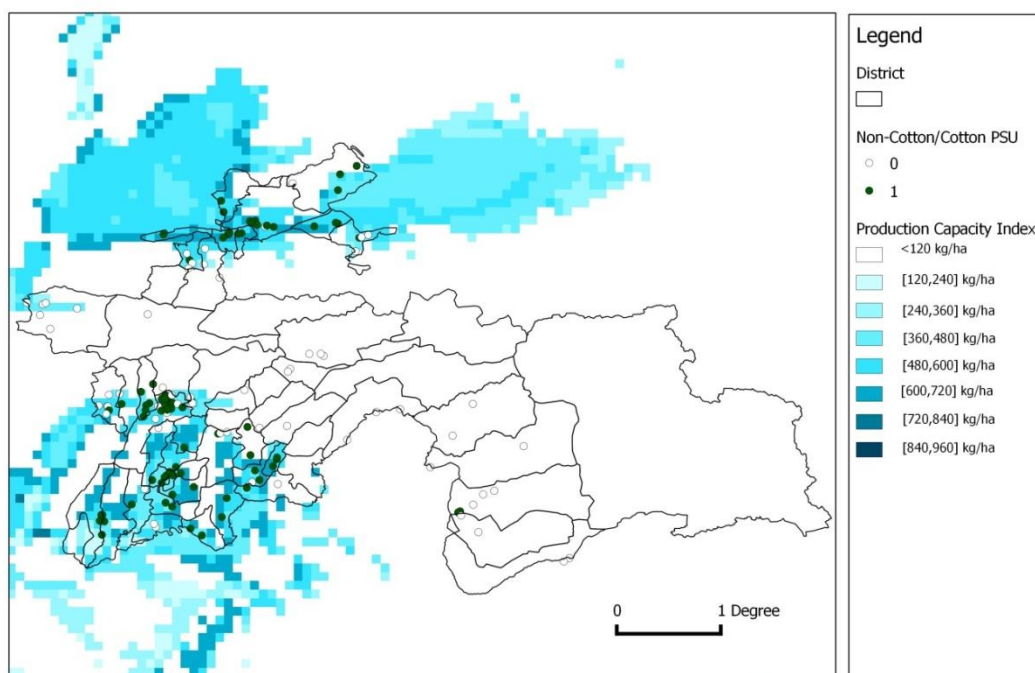 Legend
District
Non-Cotton/Cotton PSU
0
1
Production Capacity Index
<120 kg/ha
[120,240] kg/ha
[240,360] kg/ha
[360,480] kg/ha
[480,600] kg/ha
[600,720] kg/ha
[720,840] kg/ha
[840,960] kg/ha
0 1 Degree